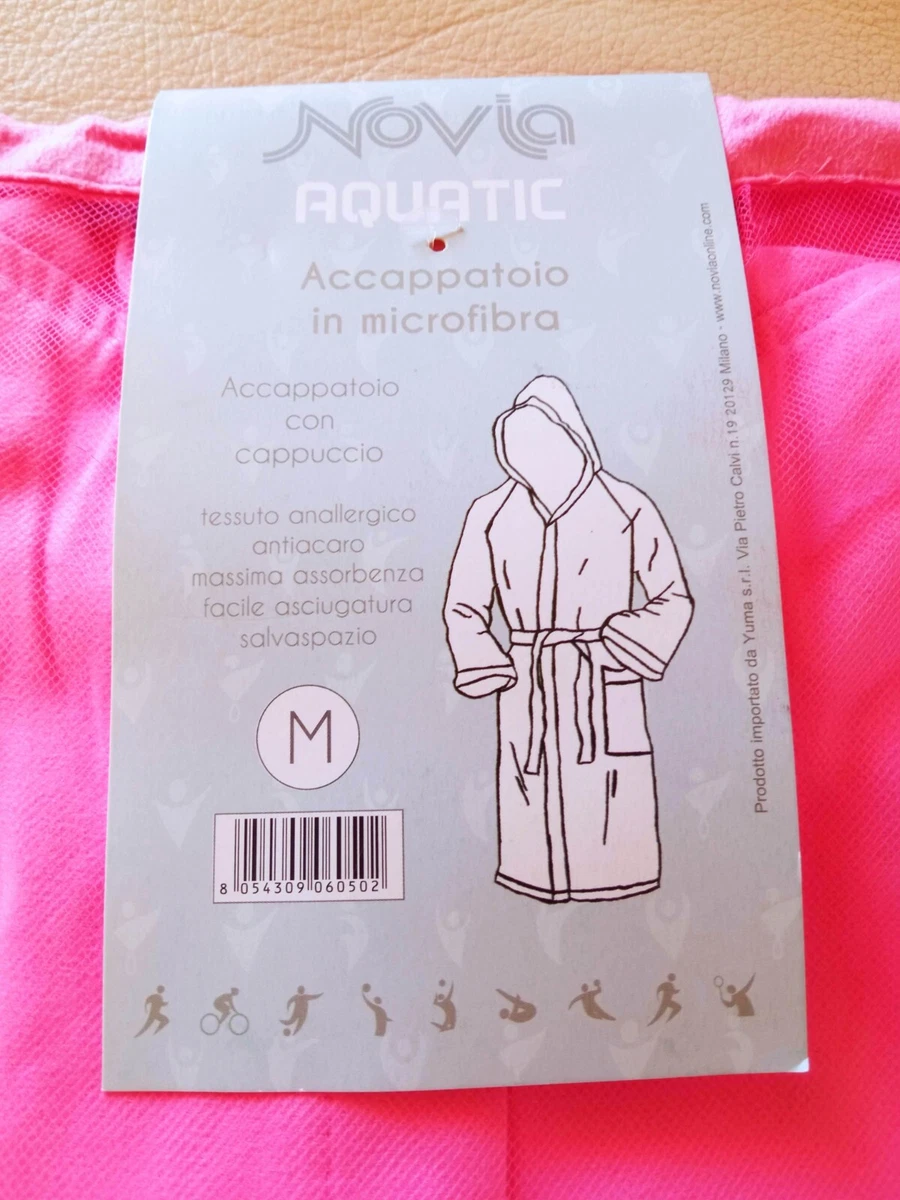 Novia
AQUATIC
Accappatoio
in microfibra
Accappatoio
con
cappuccio
tessuto anallergico
antiacaro
massima assorbenza
facile asciugatura
salvaspazio
M
8 054309 060502
Prodotto importato da Yuma s.r.l. Via Pietro Calvi n.19 20129 Milano - www.noviaonline.com